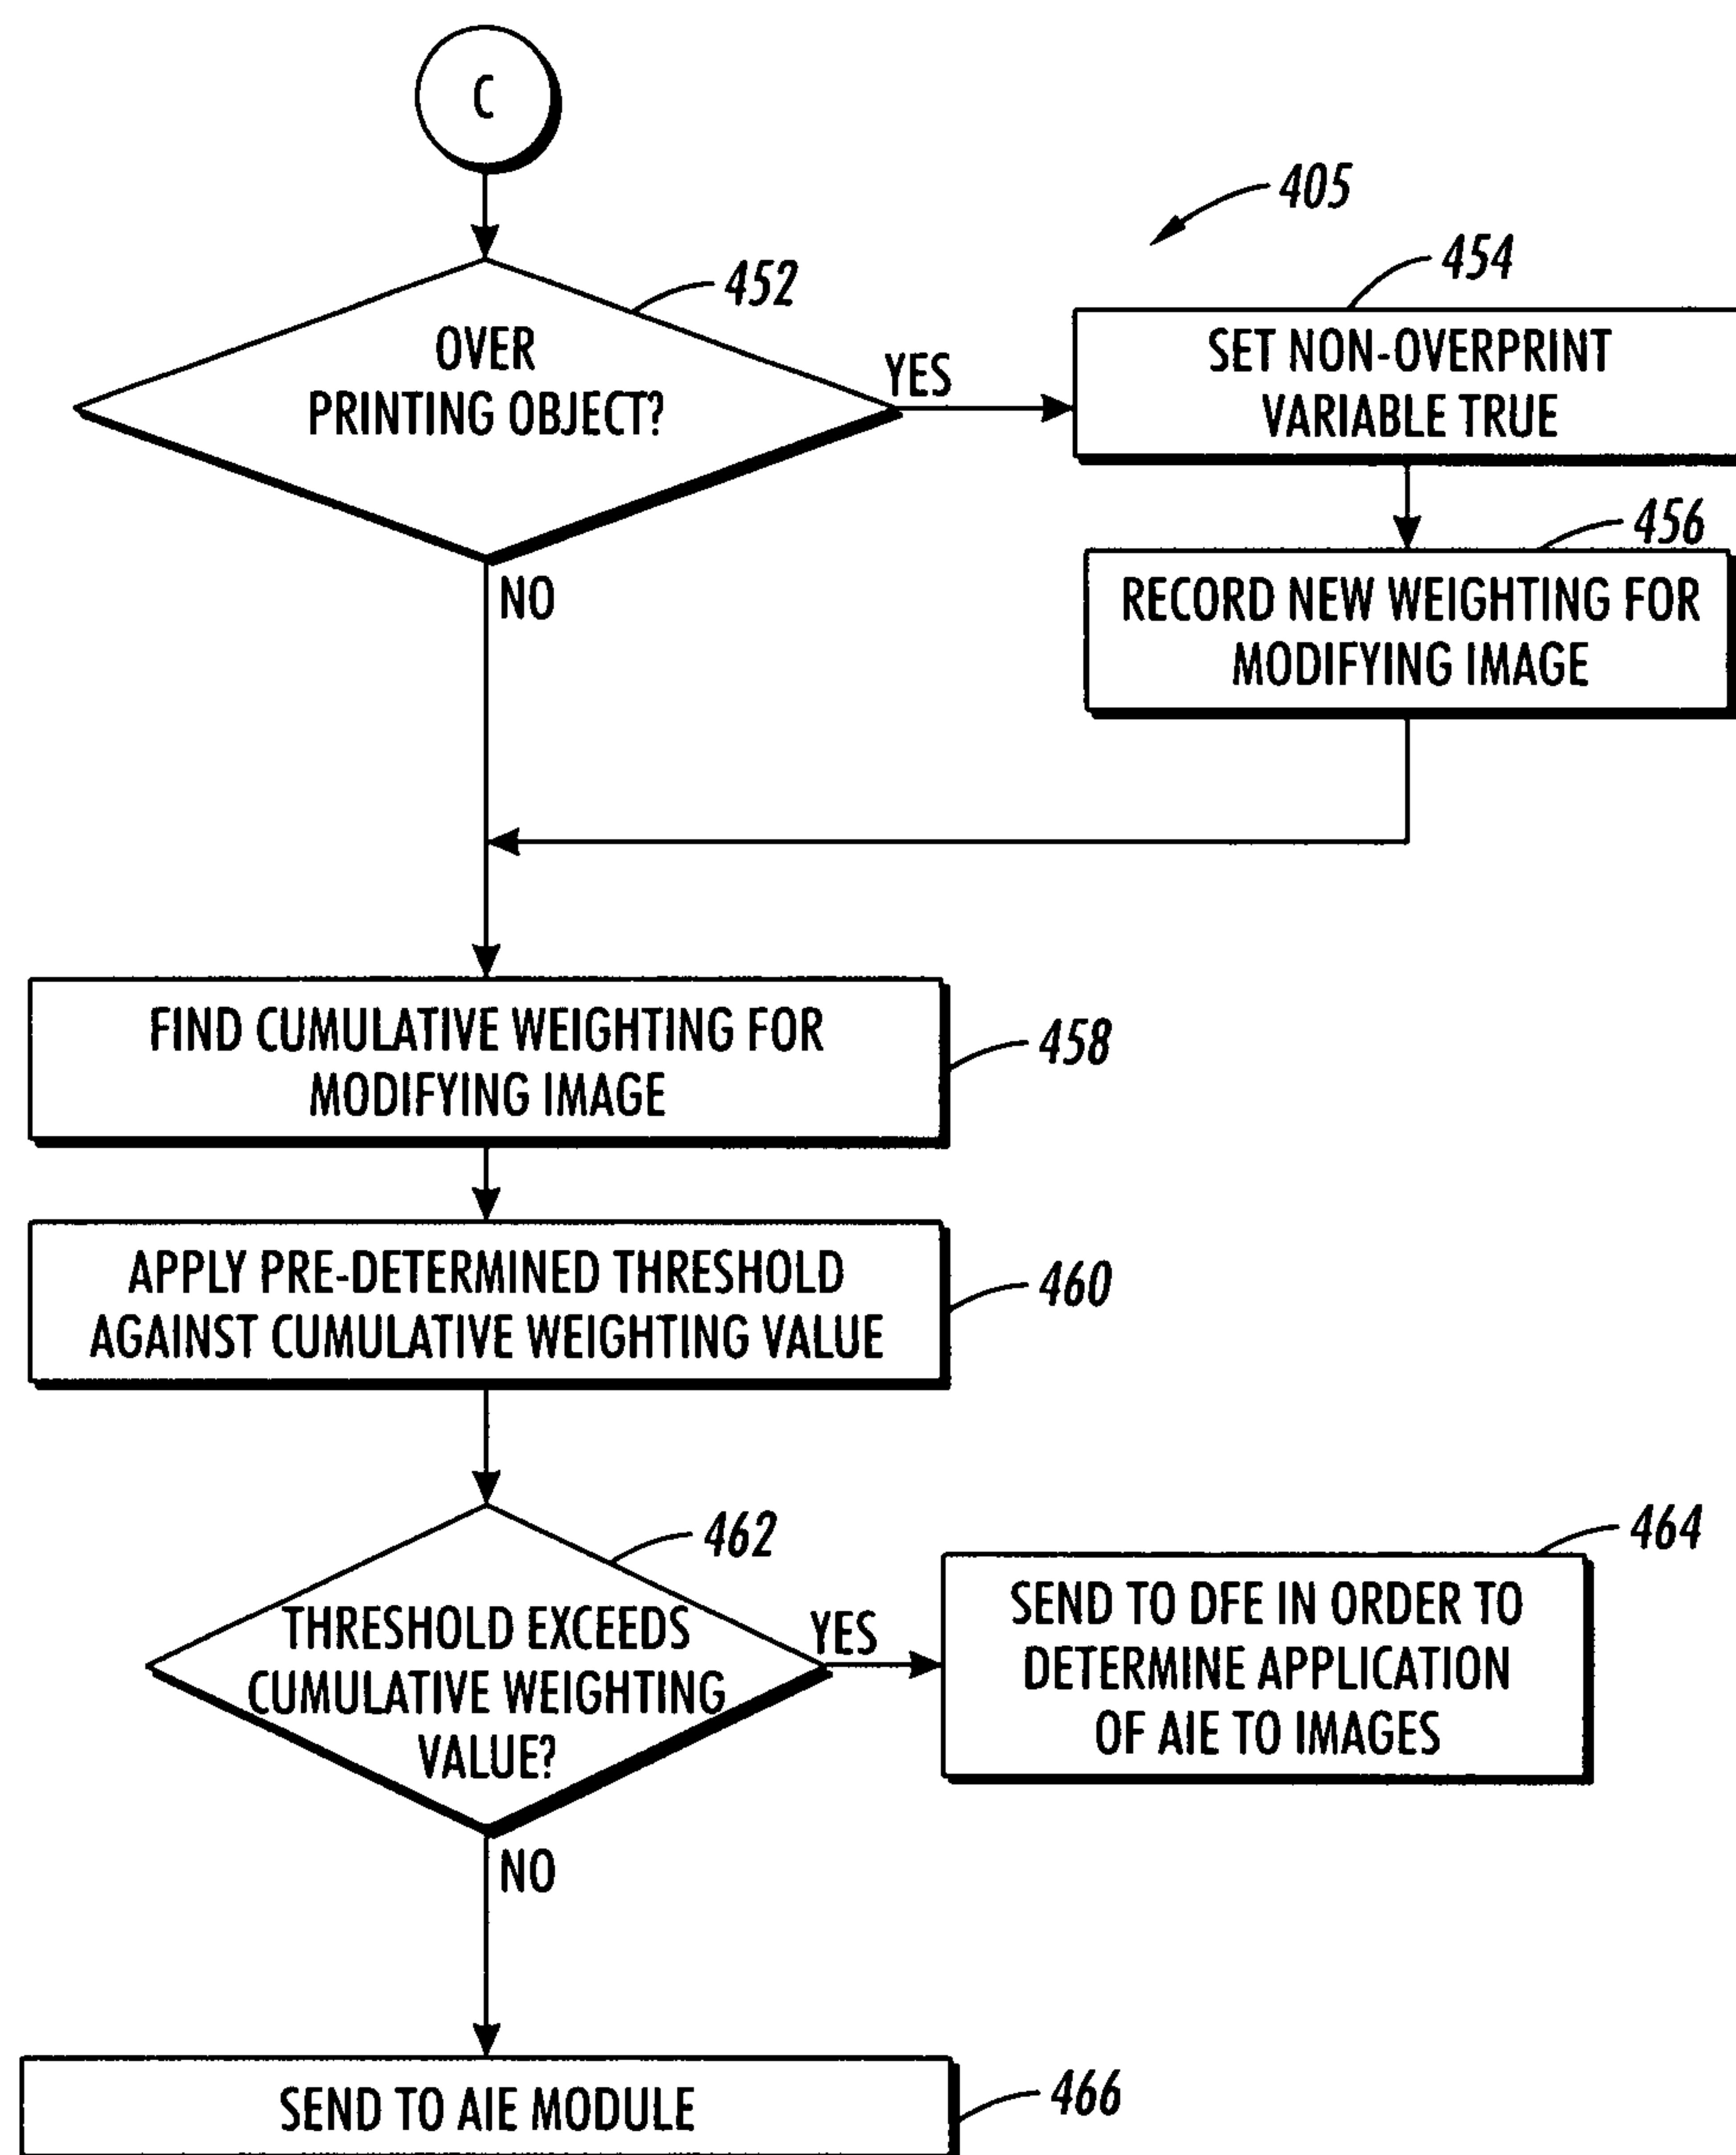 C
405
452
OVER
PRINTING OBJECT?
YES
454
SET NON-OVERPRINT
VARIABLE TRUE
456
RECORD NEW WEIGHTING FOR
MODIFYING IMAGE
NO
FIND CUMULATIVE WEIGHTING FOR
MODIFYING IMAGE
458
APPLY PRE-DETERMINED THRESHOLD
AGAINST CUMULATIVE WEIGHTING VALUE
460
462
THRESHOLD EXCEEDS
CUMULATIVE WEIGHTING
VALUE?
YES
464
SEND TO DFE IN ORDER TO
DETERMINE APPLICATION
OF AIE TO IMAGES
NO
SEND TO AIE MODULE
466